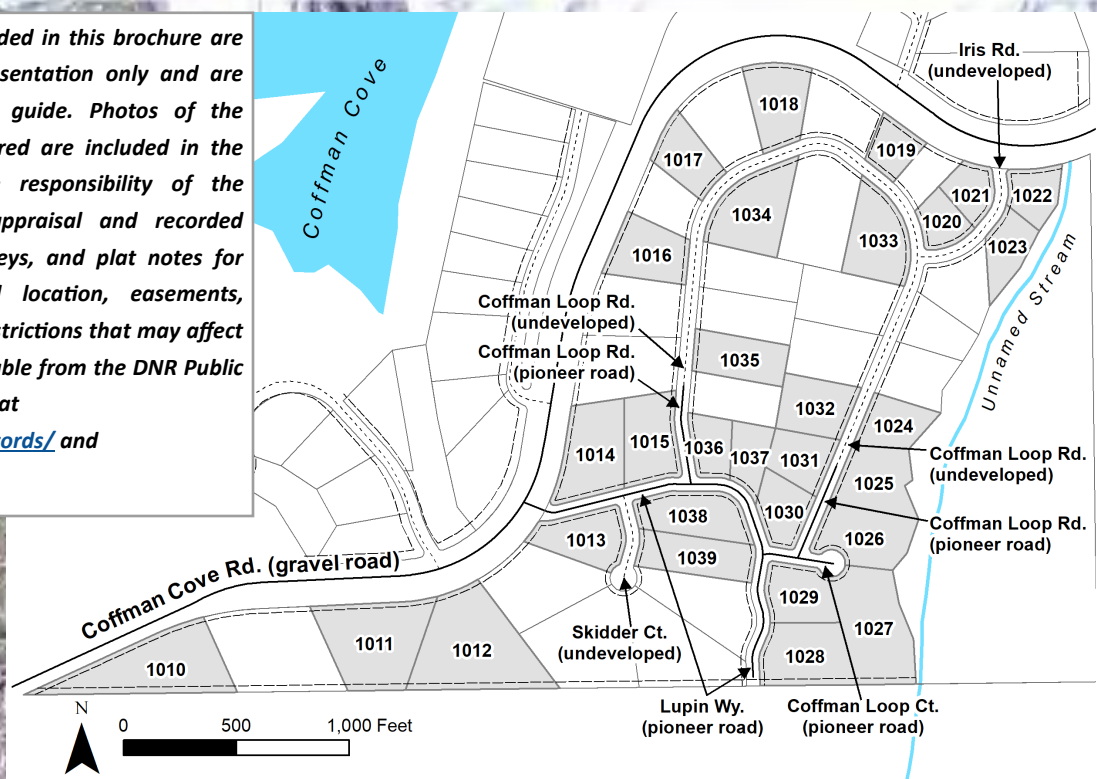 ded in this brochure are
sentation only and are
guide. Photos of the
red are included in the
responsibility of the
appraisal and recorded
eys, and plat notes for
location, easements,
strictions that may affect
able from the DNR Public
at
cords/ and
Coffman Cove
Iris Rd.
(undeveloped)
1018
1017
1019
1021
1022
1020
1034
1033
1023
1016
Unnamed Stream
Coffman Loop Rd.
(undeveloped)
Coffman Loop Rd.
(pioneer road)
1035
1032
1024
1014
1015
1036
1037
1031
Coffman Loop Rd.
(undeveloped)
1025
1030
1038
Coffman Loop Rd.
(pioneer road)
1013
1039
1026
Coffman Cove Rd. (gravel road)
1029
1027
1010
1011
1012
Skidder Ct.
(undeveloped)
1028
Lupin Wy.
(pioneer road)
Coffman Loop Ct.
(pioneer road)
N
0 500 1,000 Feet